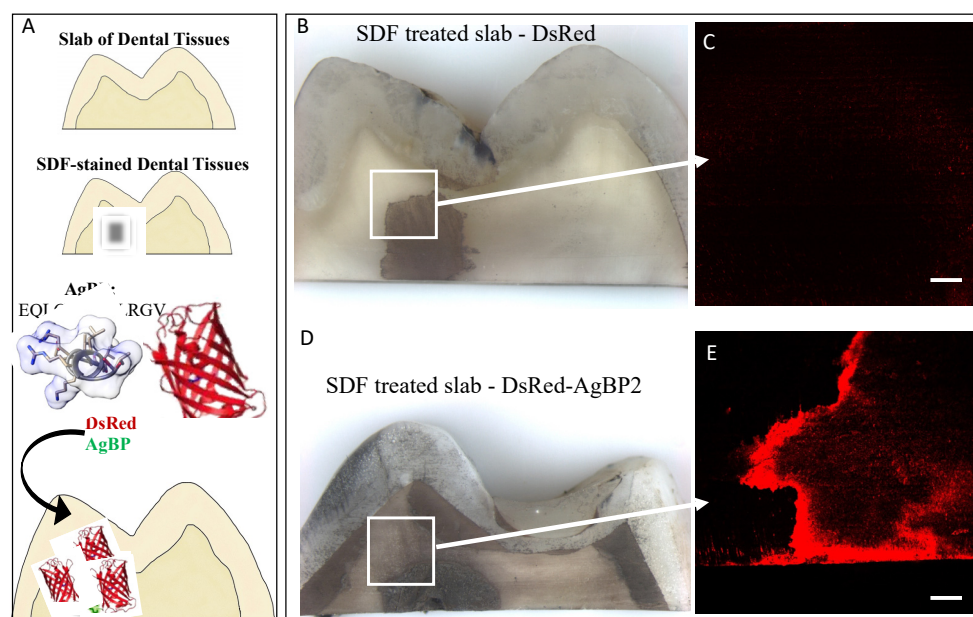 A
Slab of Dental Tissues
SDF-stained Dental Tissues
EQLG RGV
DsRed
AgBP
B
SDF treated slab - DsRed
C
D
SDF treated slab - DsRed-AgBP2
E